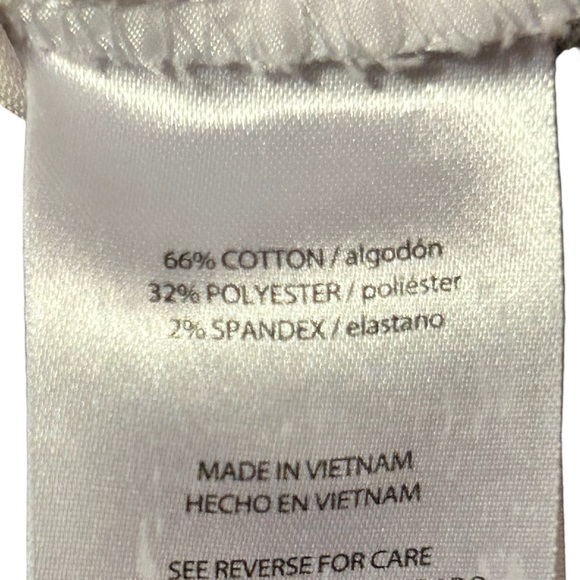 66% COTTON / algodón
32% POLYESTER / poliéster
2% SPANDEX / elastano
MADE IN VIETNAM
HECHO EN VIETNAM
SEE REVERSE FOR CARE